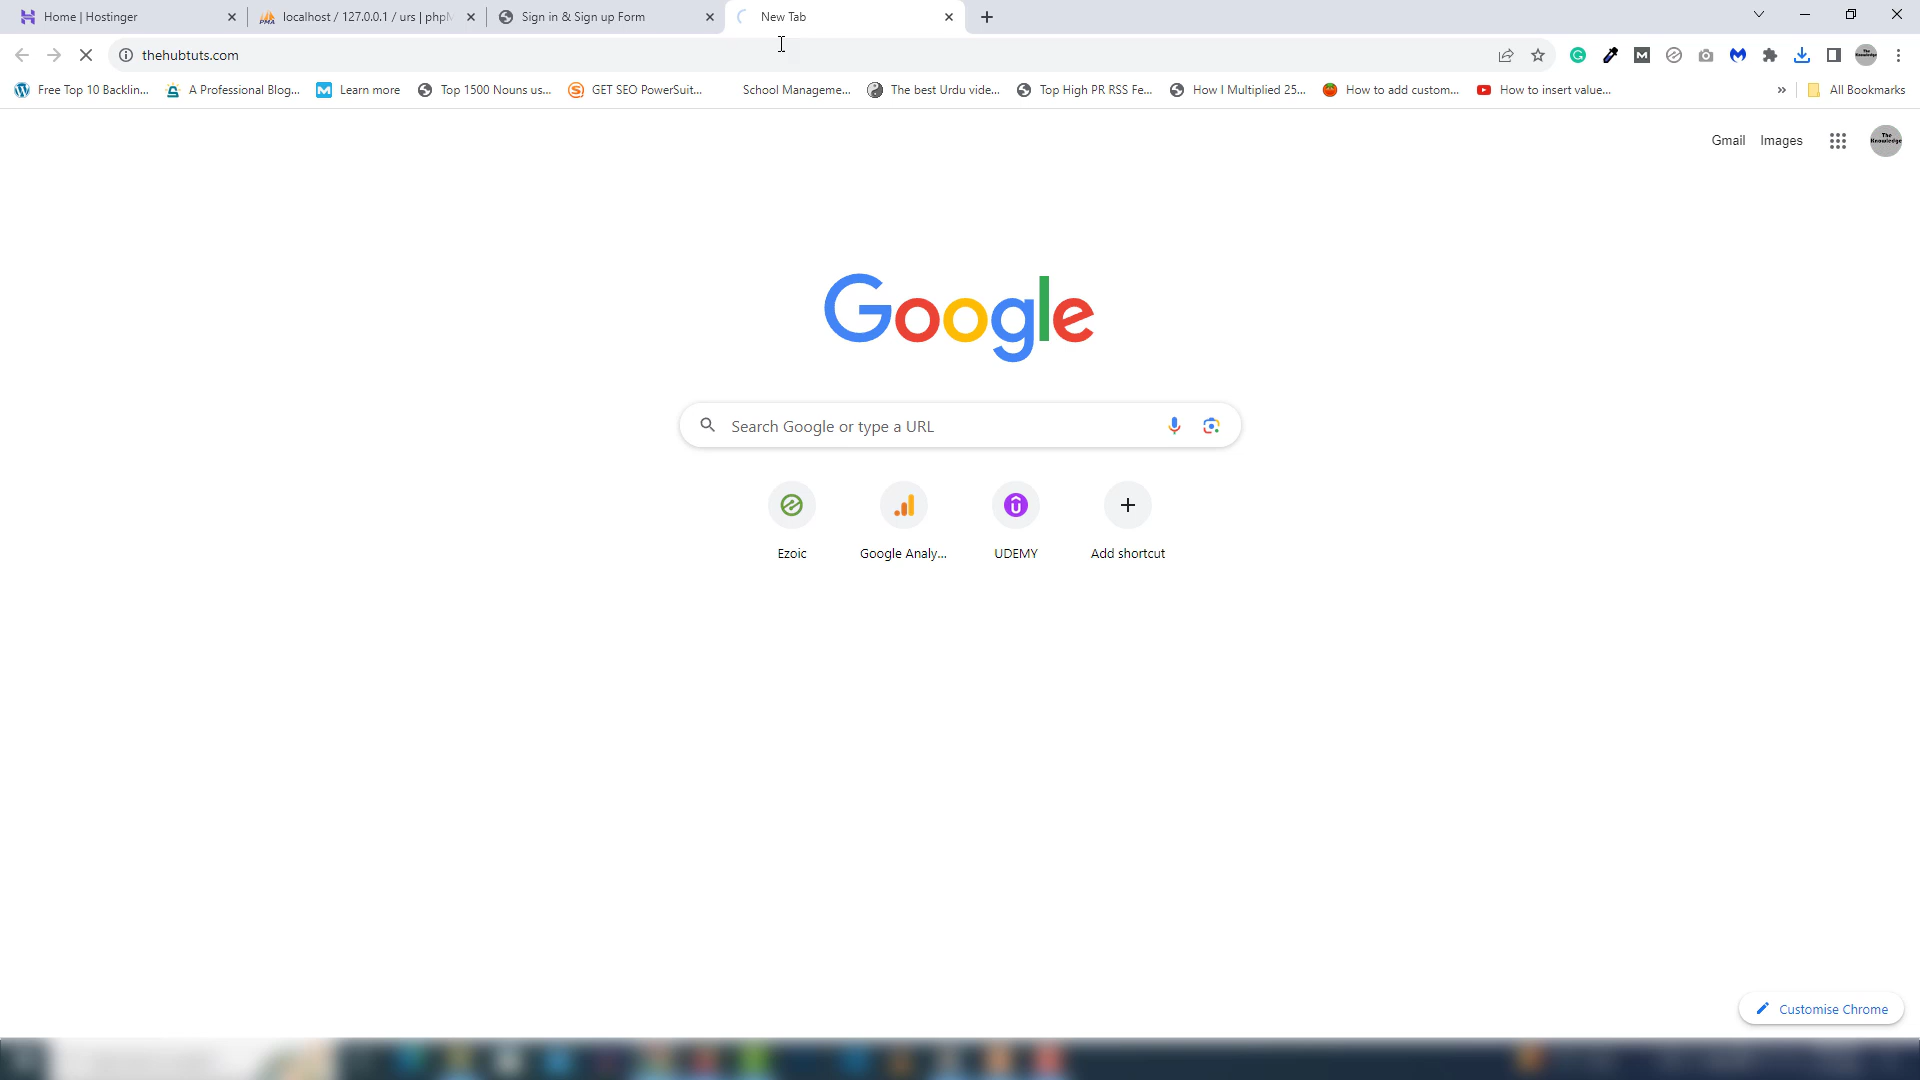 Home | Hostinger
localhost / 127.0.0.1 / urs | phpM
Sign in & Sign up Form
New Tab
thehubtuts.com
Free Top 10 Backlin...
A Professional Blog...
Learn more
Top 1500 Nouns us...
GET SEO PowerSuit...
School Manageme...
The best Urdu vide...
Top High PR RSS Fe...
How I Multiplied 25...
How to add custom...
How to insert value...
All Bookmarks
Gmail
Images
The Knowledge
Google
Search Google or type a URL
Ezoic
Google Analy...
UDEMY
Add shortcut
Customise Chrome